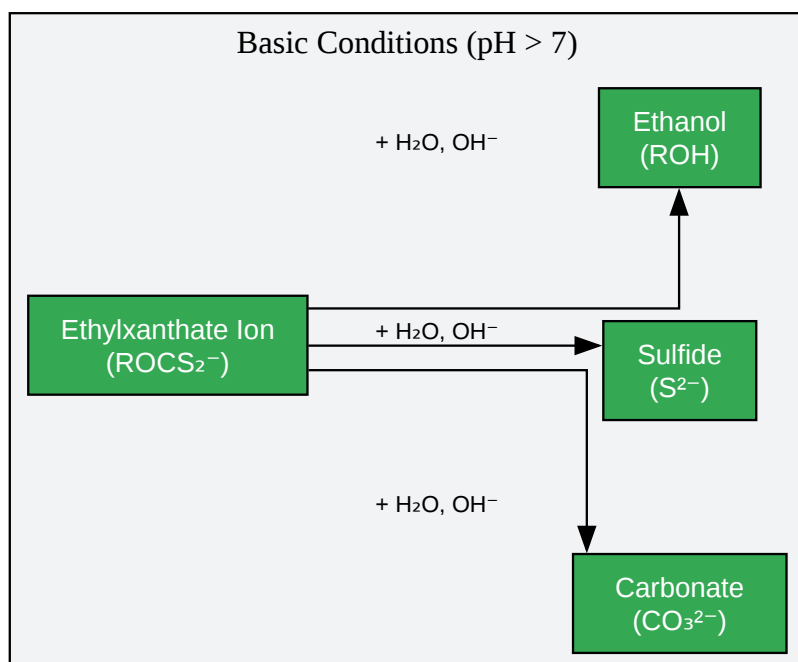 Basic Conditions (pH > 7)
+ H₂O, OH⁻
Ethanol
(ROH)
Ethylxanthate Ion
(ROCS₂⁻)
+ H₂O, OH⁻
Sulfide
(S²⁻)
+ H₂O, OH⁻
Carbonate
(CO₃²⁻)